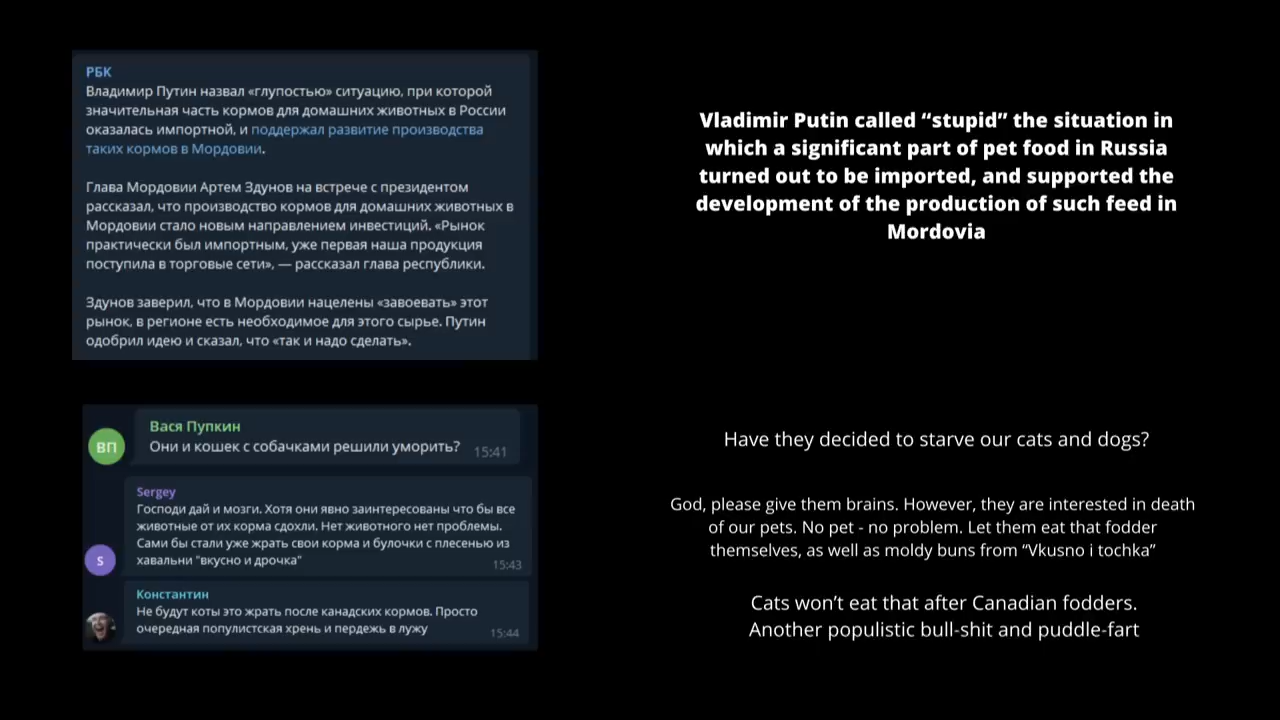 РБК
Владимир Путин назвал «глупостью» ситуацию, при которой
значительная часть кормов для домашних животных в России
оказалась импортной, и поддержал развитие производства
таких кормов в Мордовии.
Глава Мордовии Артем Здунов на встрече с президентом
рассказал, что производство кормов для домашних животных в
Мордовии стало новым направлением инвестиций. «Рынок
практически был импортным, уже первая наша продукция
поступила в торговые сети», — рассказал глава республики.
Здунов заверил, что в Мордовии нацелены «завоевать» этот
рынок, в регионе есть необходимое для этого сырье. Путин
одобрил идею и сказал, что «так и надо сделать».
Vladimir Putin called “stupid” the situation in
which a significant part of pet food in Russia
turned out to be imported, and supported the
development of the production of such feed in
Mordovia
ВП
Вася Пупкин
Они и кошек с собачками решили уморить?
15:41
Sergey
Господи дай и мозги. Хотя они явно заинтересованы что бы все
животные от их корма сдохли. Нет животного нет проблемы.
Сами бы стали уже жрать свои корма и булочки с плесенью из
хавальни "вкусно и дрочка"
15:43
S
Константин
Не будут коты это жрать после канадских кормов. Просто
очередная популистская хрень и пердежь в лужу
15:44
Have they decided to starve our cats and dogs?
God, please give them brains. However, they are interested in death
of our pets. No pet - no problem. Let them eat that fodder
themselves, as well as moldy buns from “Vkusno i tochka”
Cats won’t eat that after Canadian fodders.
Another populistic bull-shit and puddle-fart